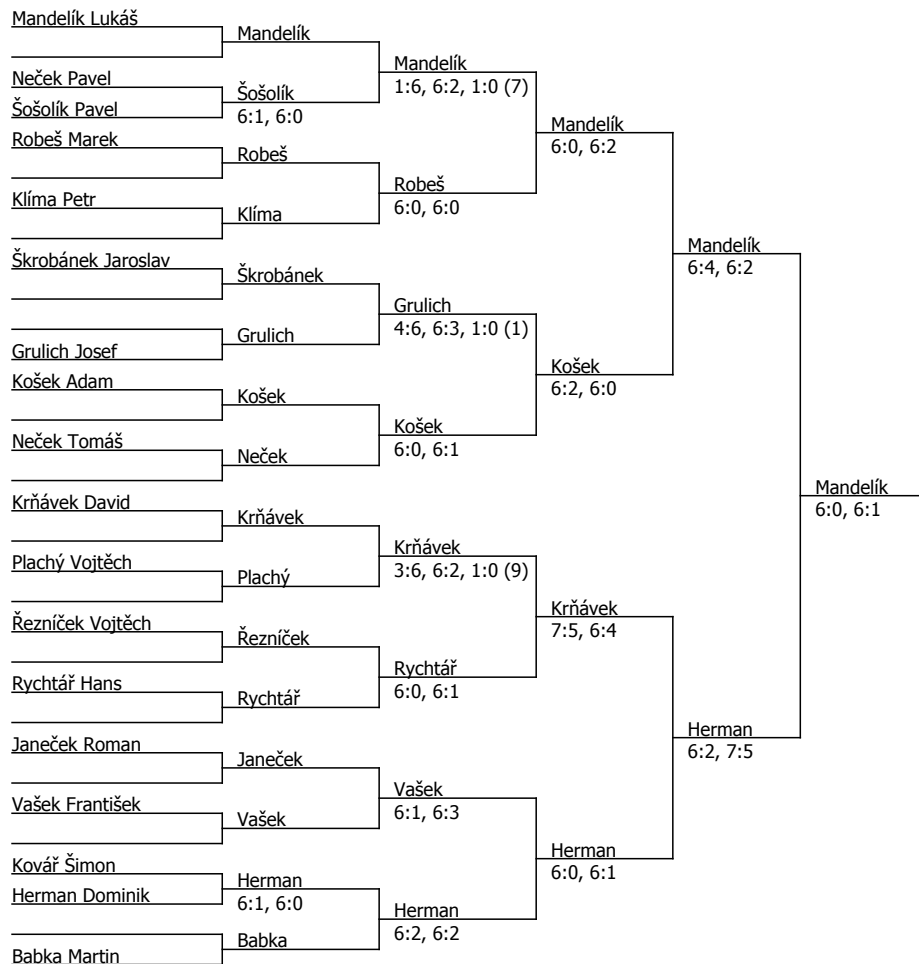 Mandelík Lukáš
Mandelík
Mandelík
Neček Pavel
1:6, 6:2, 1:0 (7)
Šošolík
Šošolík Pavel
6:1, 6:0
Mandelík
Robeš Marek
6:0, 6:2
Robeš
Robeš
Klíma Petr
6:0, 6:0
Klíma
Mandelík
Škrobánek Jaroslav
6:4, 6:2
Škrobánek
Grulich
4:6, 6:3, 1:0 (1)
Grulich
Grulich Josef
Košek
Košek Adam
6:2, 6:0
Košek
Košek
Neček Tomáš
6:0, 6:1
Neček
Mandelík
Krňávek David
6:0, 6:1
Krňávek
Krňávek
Plachý Vojtěch
3:6, 6:2, 1:0 (9)
Plachý
Krňávek
Řezníček Vojtěch
7:5, 6:4
Řezníček
Rychtář
Rychtář Hans
6:0, 6:1
Rychtář
Herman
Janeček Roman
6:2, 7:5
Janeček
Vašek
Vašek František
6:1, 6:3
Vašek
Herman
Kovář Šimon
6:0, 6:1
Herman
Herman Dominik
6:1, 6:0
Herman
6:2, 6:2
Babka
Babka Martin